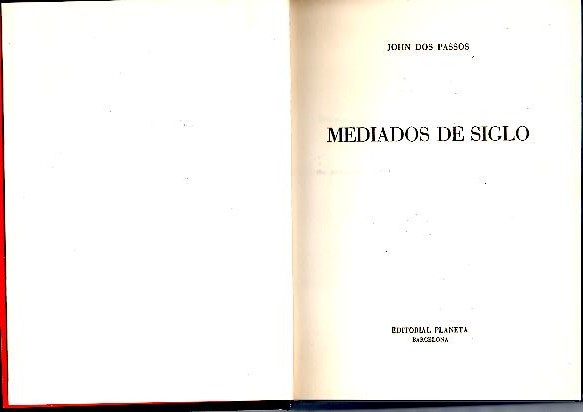 JOHN DOS PASSOS
MEDIADOS DE SIGLO
EDITORIAL PLANETA
BARCELONA